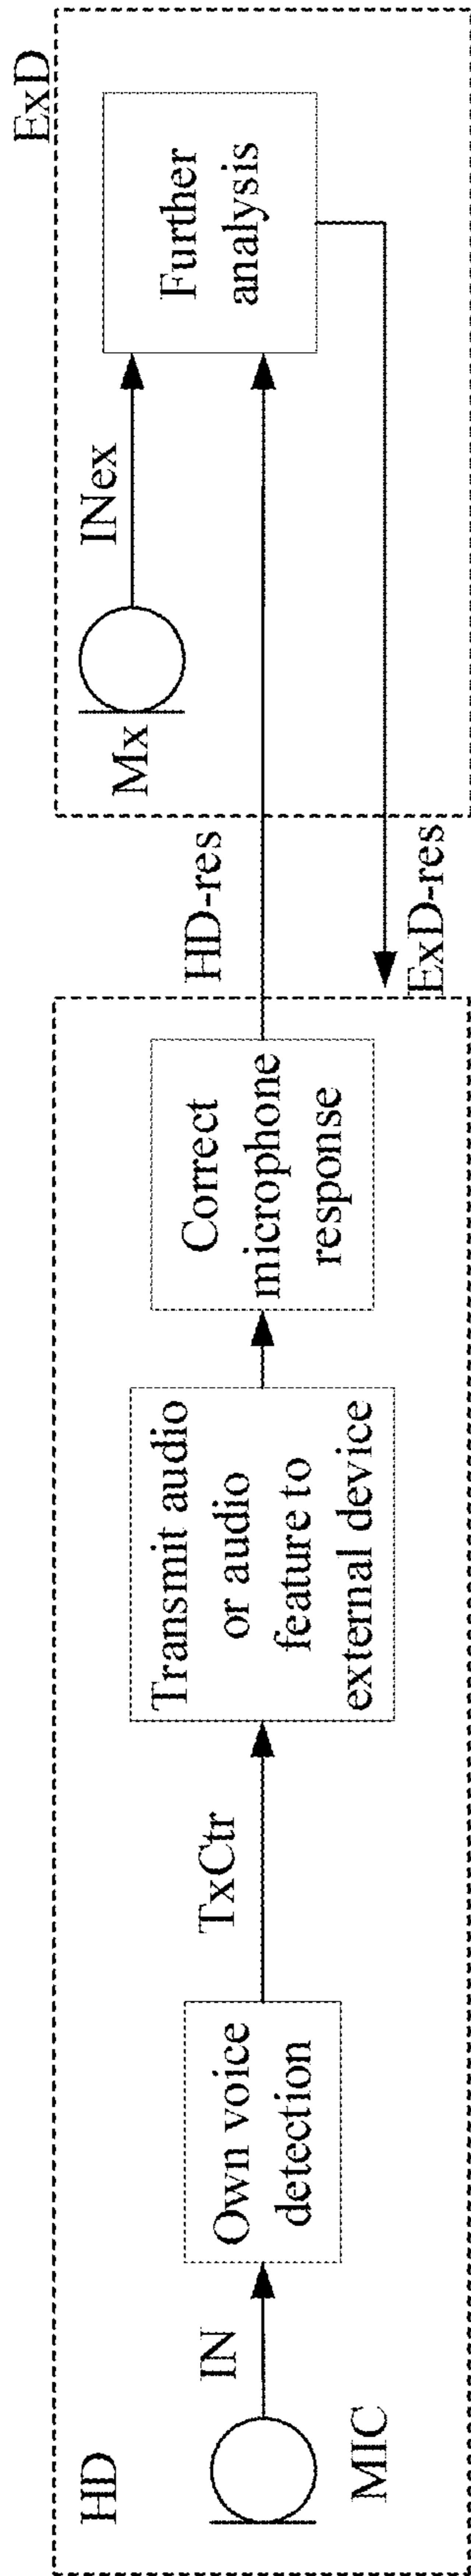 HD
MIC
IN
Own voice
detection
TxCtr
Transmit audio
or audio
feature to
external device
Correct
microphone
response
HD-res
ExD-res
ExD
Mx
INex
Further
analysis